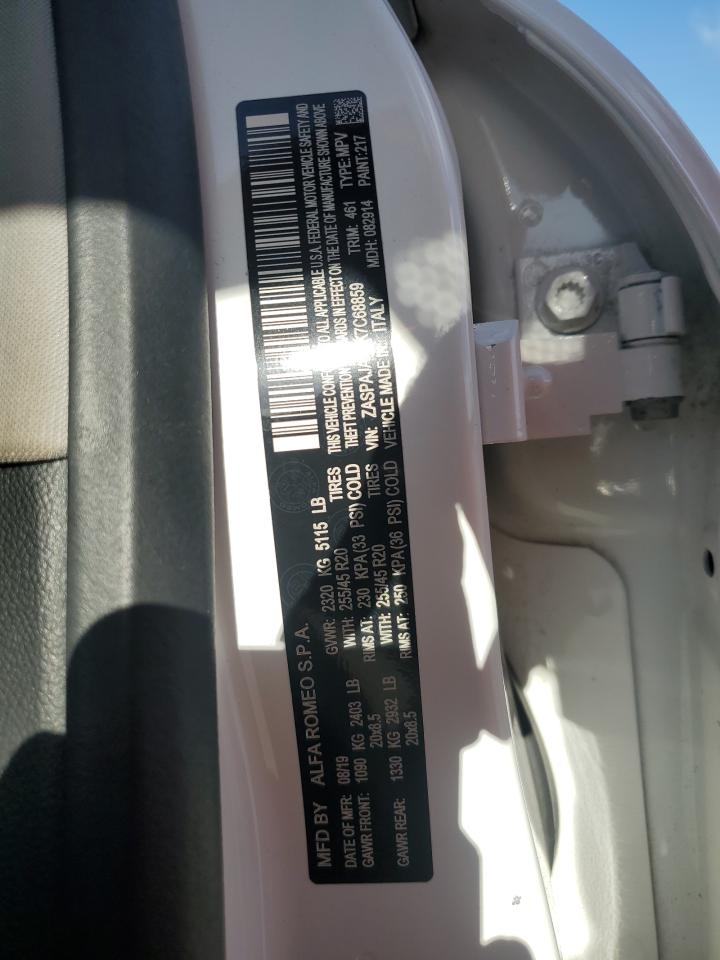 MFD BY ALFA ROMEO S.P.A.
DATE OF MFR: 08/19 GVWR: 2320 KG 5115 LB
GAWR FRONT: 1090 KG 2403 LB WITH: 255/45 R20 TIRES
20x8.5 RIMS AT: 230 KPA(33 PSI) COLD
GAWR REAR: 1330 KG 2932 LB WITH: 255/45 R20 TIRES
20x8.5 RIMS AT: 250 KPA(36 PSI) COLD
THIS VEHICLE TO ALL APPLICABLE U.S.A. FEDERAL MOTOR VEHICLE SAFETY AND
THEFT PREVENTION IN EFFECT ON THE DATE OF MANUFACTURE SHOWN ABOVE
VIN: 7C68859 TRIM: 461 TYPE:MPV
VEHICLE MADE ITALY MDH: 082914 PAINT:217